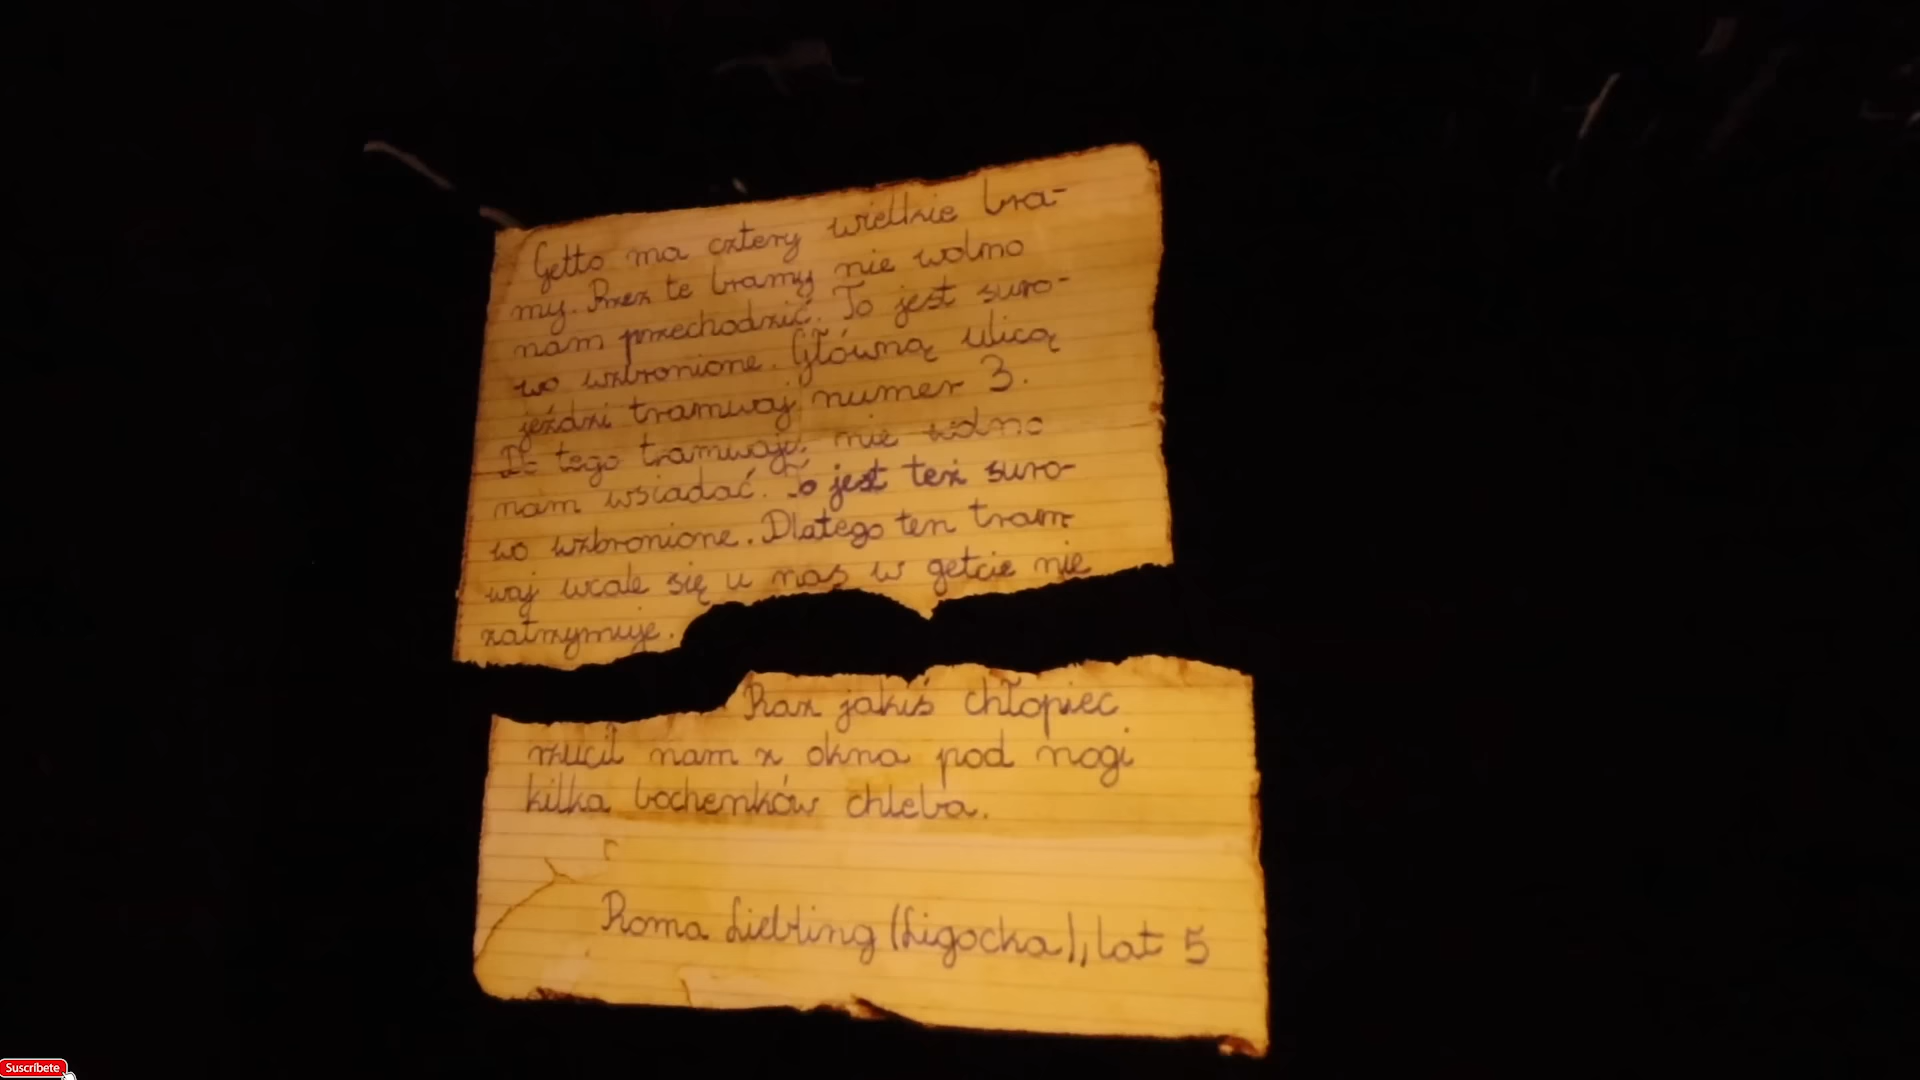 Getto ma cztery wielkie bra-
my. Przez te bramy nie wolno
nam przechodzić. To jest suro-
wo wzbronione. Główną ulicą
jeździ tramwaj numer 3.
Do tego tramwaju nie wolno
nam wsiadać. To jest też suro-
wo wzbronione. Dlatego ten tram-
waj wcale się u nas w getcie nie
zatrzymuje.
Raz jakiś chłopiec
rzucił nam z okna pod nogi
kilka bochenków chleba.
Roma Liebling (Ligocka), lat 5
Suscríbete